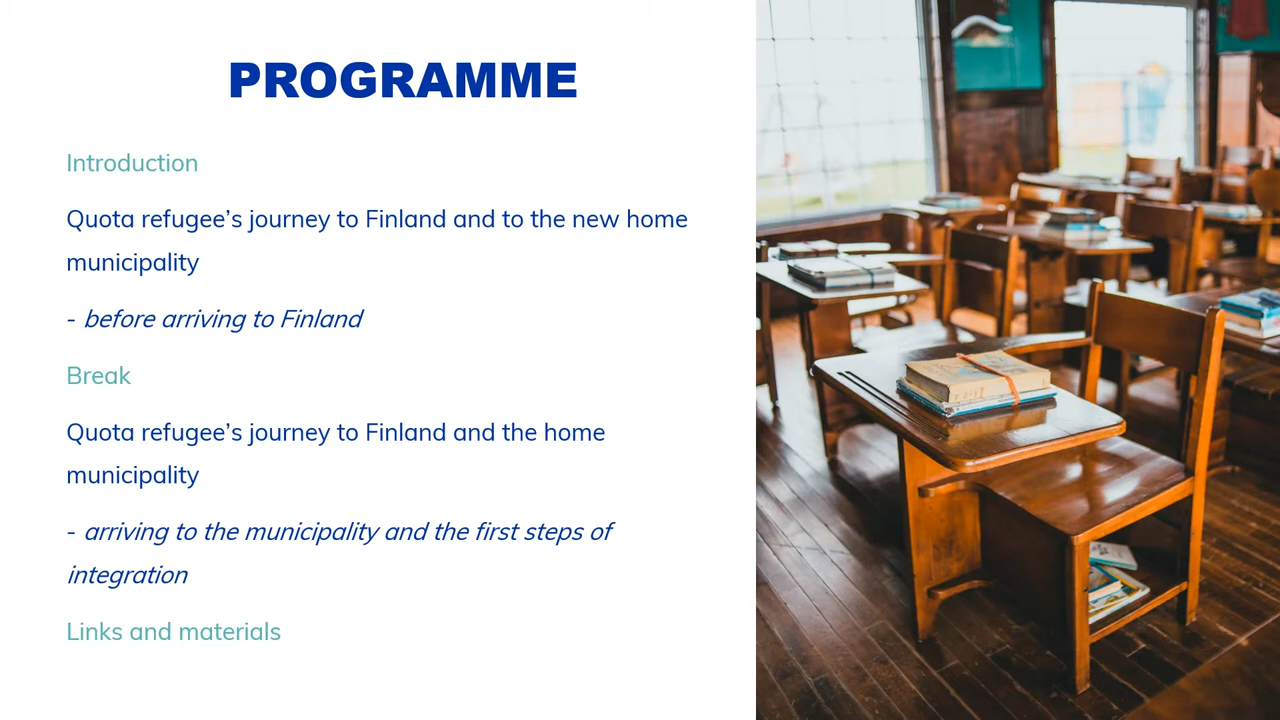 PROGRAMME
Introduction
Quota refugee’s journey to Finland and to the new home
municipality
- before arriving to Finland
Break
Quota refugee’s journey to Finland and the home
municipality
- arriving to the municipality and the first steps of
integration
Links and materials